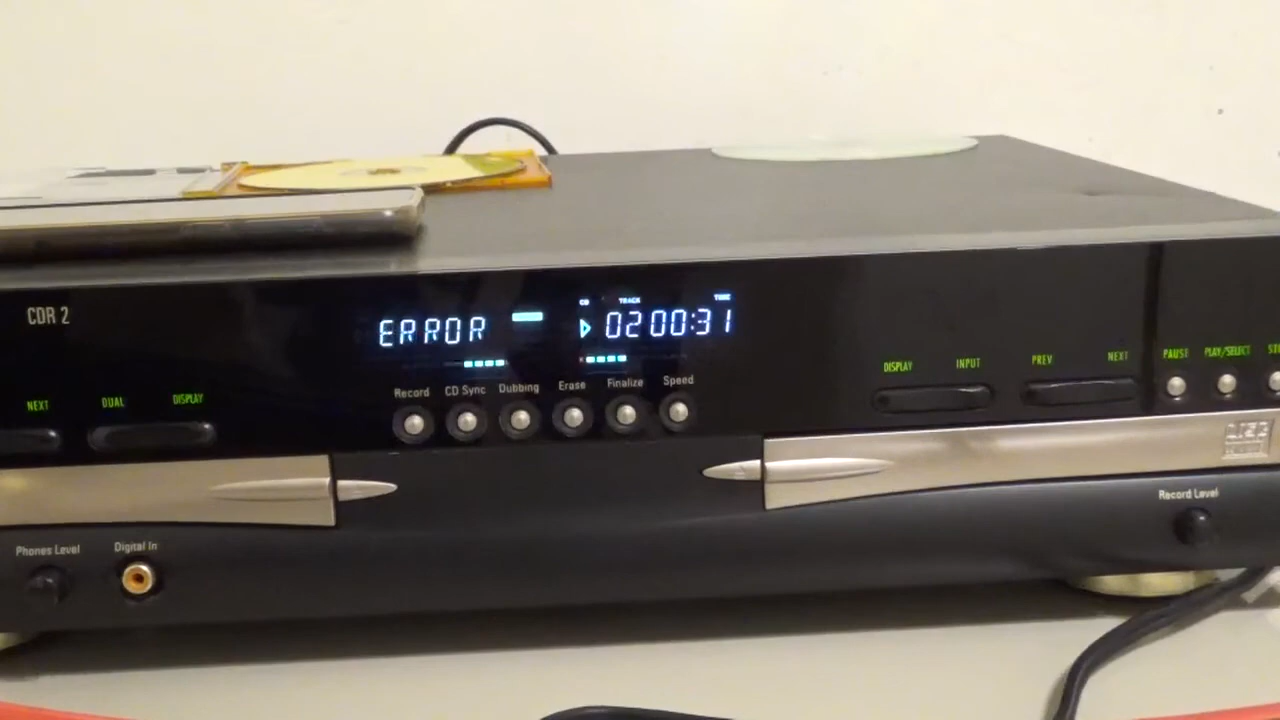 CDR 2
ERROR
CD TRACK TIME
02 00:31
NEXT DUAL DISPLAY
Record CD Sync Dubbing Erase Finalize Speed
DISPLAY INPUT PREV NEXT PAUSE PLAY/SELECT
Phones Level Digital In
DISC
Record Level